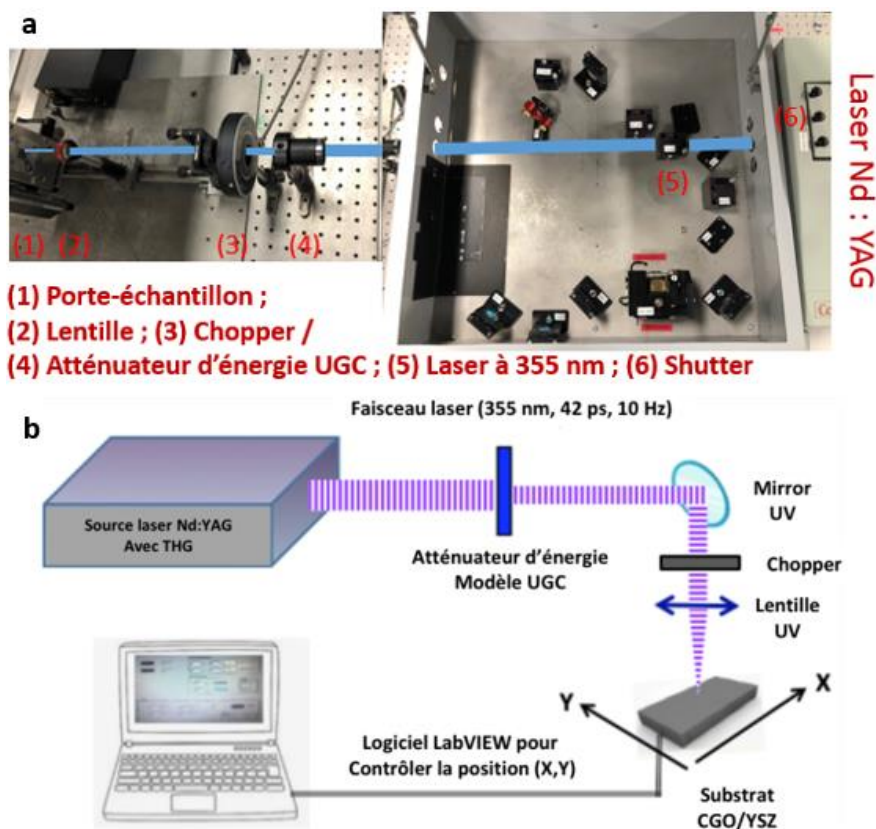 a
Laser Nd : YAG
(1)
(2)
(3)
(4)
(5)
(6)
(1) Porte-échantillon ;
(2) Lentille ; (3) Chopper /
(4) Atténuateur d'énergie UGC ; (5) Laser à 355 nm ; (6) Shutter
b
Faisceau laser (355 nm, 42 ps, 10 Hz)
Source laser Nd:YAG
Avec THG
Atténuateur d'énergie
Modèle UGC
Mirror
UV
Chopper
Lentille
UV
X
Y
Logiciel LabVIEW pour
Contrôler la position (X,Y)
Substrat
CGO/YSZ